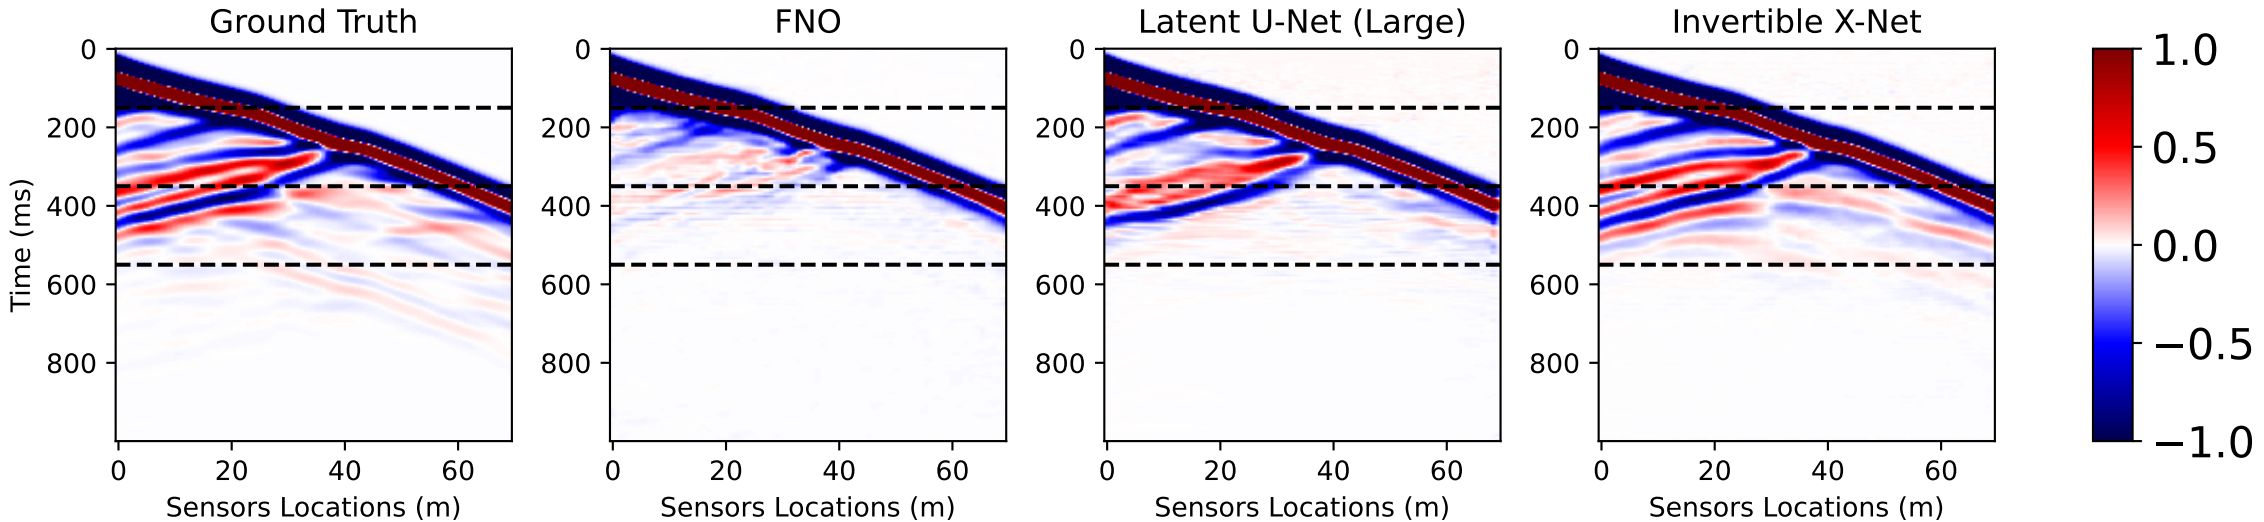 Ground Truth
FNO
Latent U-Net (Large)
Invertible X-Net
Time (ms)
0
200
400
600
800
0
200
400
600
800
0
200
400
600
800
0
200
400
600
800
1.0
0.5
0.0
−0.5
−1.0
0 20 40 60
0 20 40 60
0 20 40 60
0 20 40 60
Sensors Locations (m)
Sensors Locations (m)
Sensors Locations (m)
Sensors Locations (m)